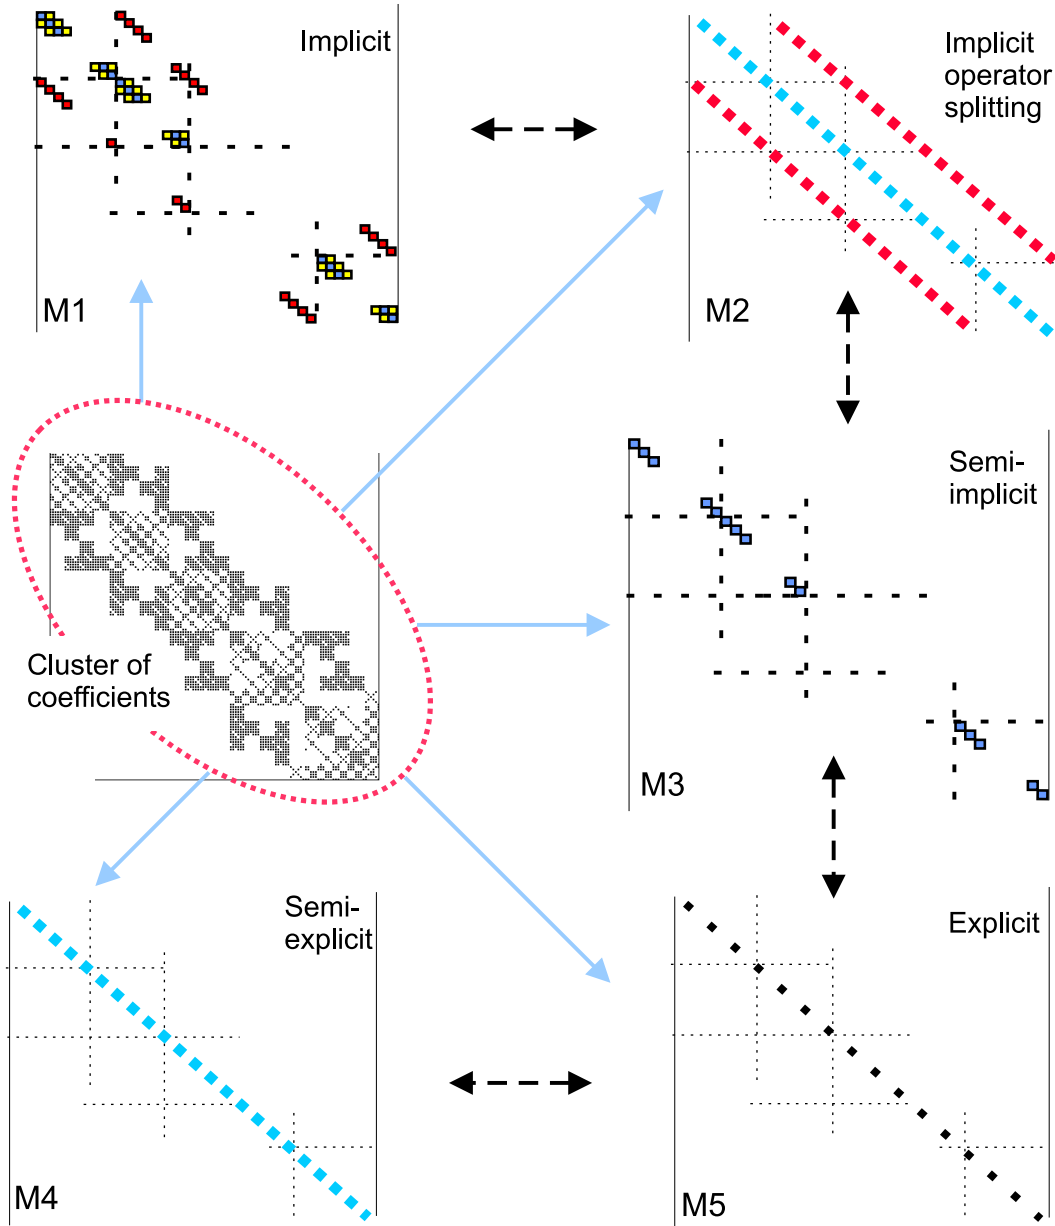 Implicit
M1
Implicit
operator
splitting
M2
Cluster of
coefficients
Semi-
implicit
M3
Semi-
explicit
M4
Explicit
M5